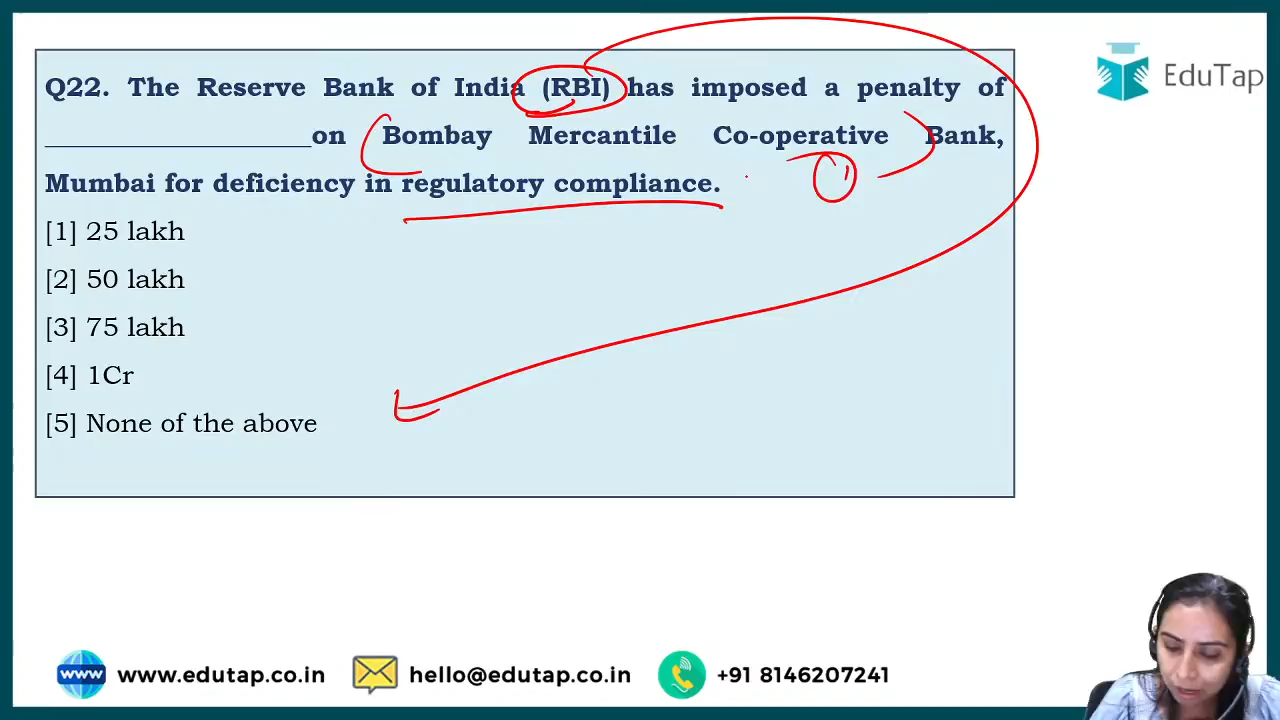 EduTap
Q22. The Reserve Bank of India (RBI) has imposed a penalty of
____________________on Bombay Mercantile Co-operative Bank,
Mumbai for deficiency in regulatory compliance.
[1] 25 lakh
[2] 50 lakh
[3] 75 lakh
[4] 1Cr
[5] None of the above
www www.edutap.co.in hello@edutap.co.in +91 8146207241